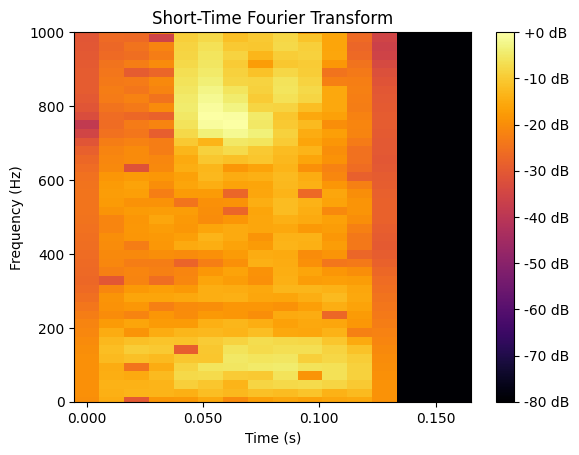 Short-Time Fourier Transform
1000
800
600
400
200
0
Frequency (Hz)
0.000
0.050
0.100
0.150
Time (s)
+0 dB
-10 dB
-20 dB
-30 dB
-40 dB
-50 dB
-60 dB
-70 dB
-80 dB